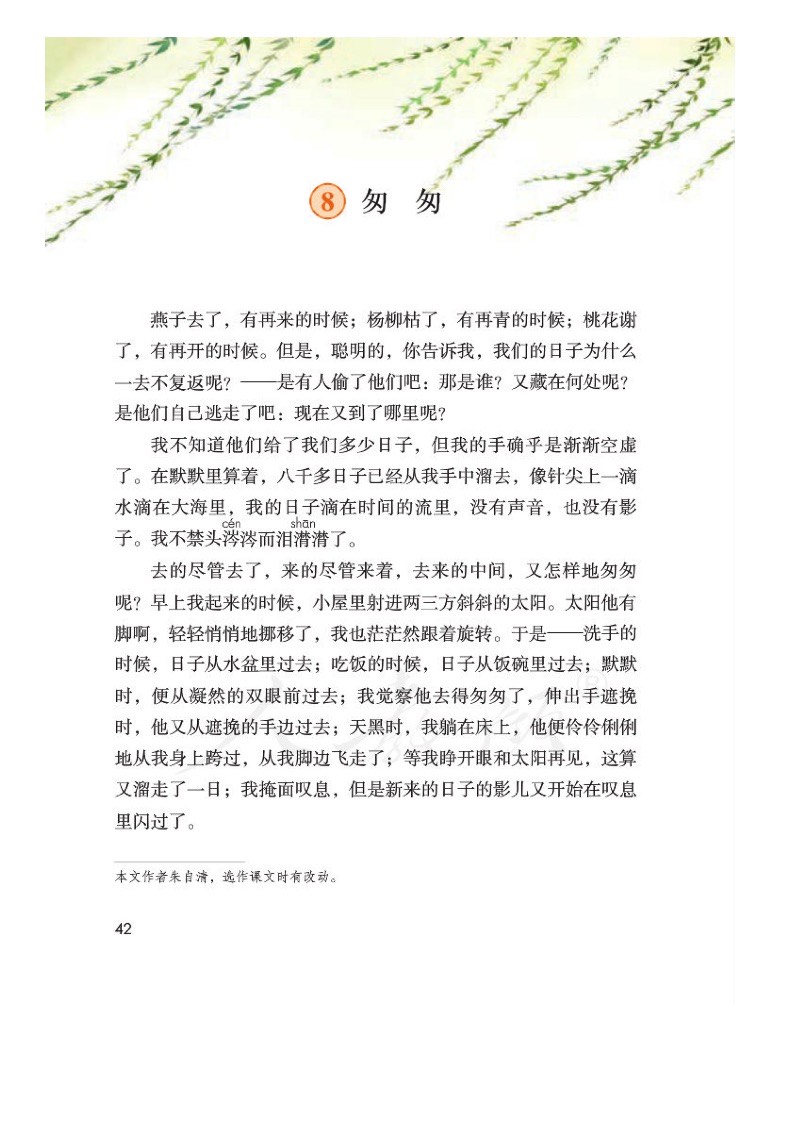 8 匆 匆
燕子去了，有再来的时候；杨柳枯了，有再青的时候；桃花谢
了，有再开的时候。但是，聪明的，你告诉我，我们的日子为什么
一去不复返呢？——是有人偷了他们吧：那是谁？又藏在何处呢？
是他们自己逃走了吧：现在又到了哪里呢？
我不知道他们给了我们多少日子，但我的手确乎是渐渐空虚
了。在默默里算着，八千多日子已经从我手中溜去，像针尖上一滴
水滴在大海里，我的日子滴在时间的流里，没有声音，也没有影
cén shān
子。我不禁头涔涔而泪潸潸了。
去的尽管去了，来的尽管来着，去来的中间，又怎样地匆匆
呢？早上我起来的时候，小屋里射进两三方斜斜的太阳。太阳他有
脚啊，轻轻悄悄地挪移了，我也茫茫然跟着旋转。于是——洗手的
时候，日子从水盆里过去；吃饭的时候，日子从饭碗里过去；默默
时，便从凝然的双眼前过去；我觉察他去得匆匆了，伸出手遮挽
时，他又从遮挽的手边过去；天黑时，我躺在床上，他便伶伶俐俐
地从我身上跨过，从我脚边飞走了；等我睁开眼和太阳再见，这算
又溜走了一日；我掩面叹息，但是新来的日子的影儿又开始在叹息
里闪过了。
本文作者朱自清，选作课文时有改动。
42